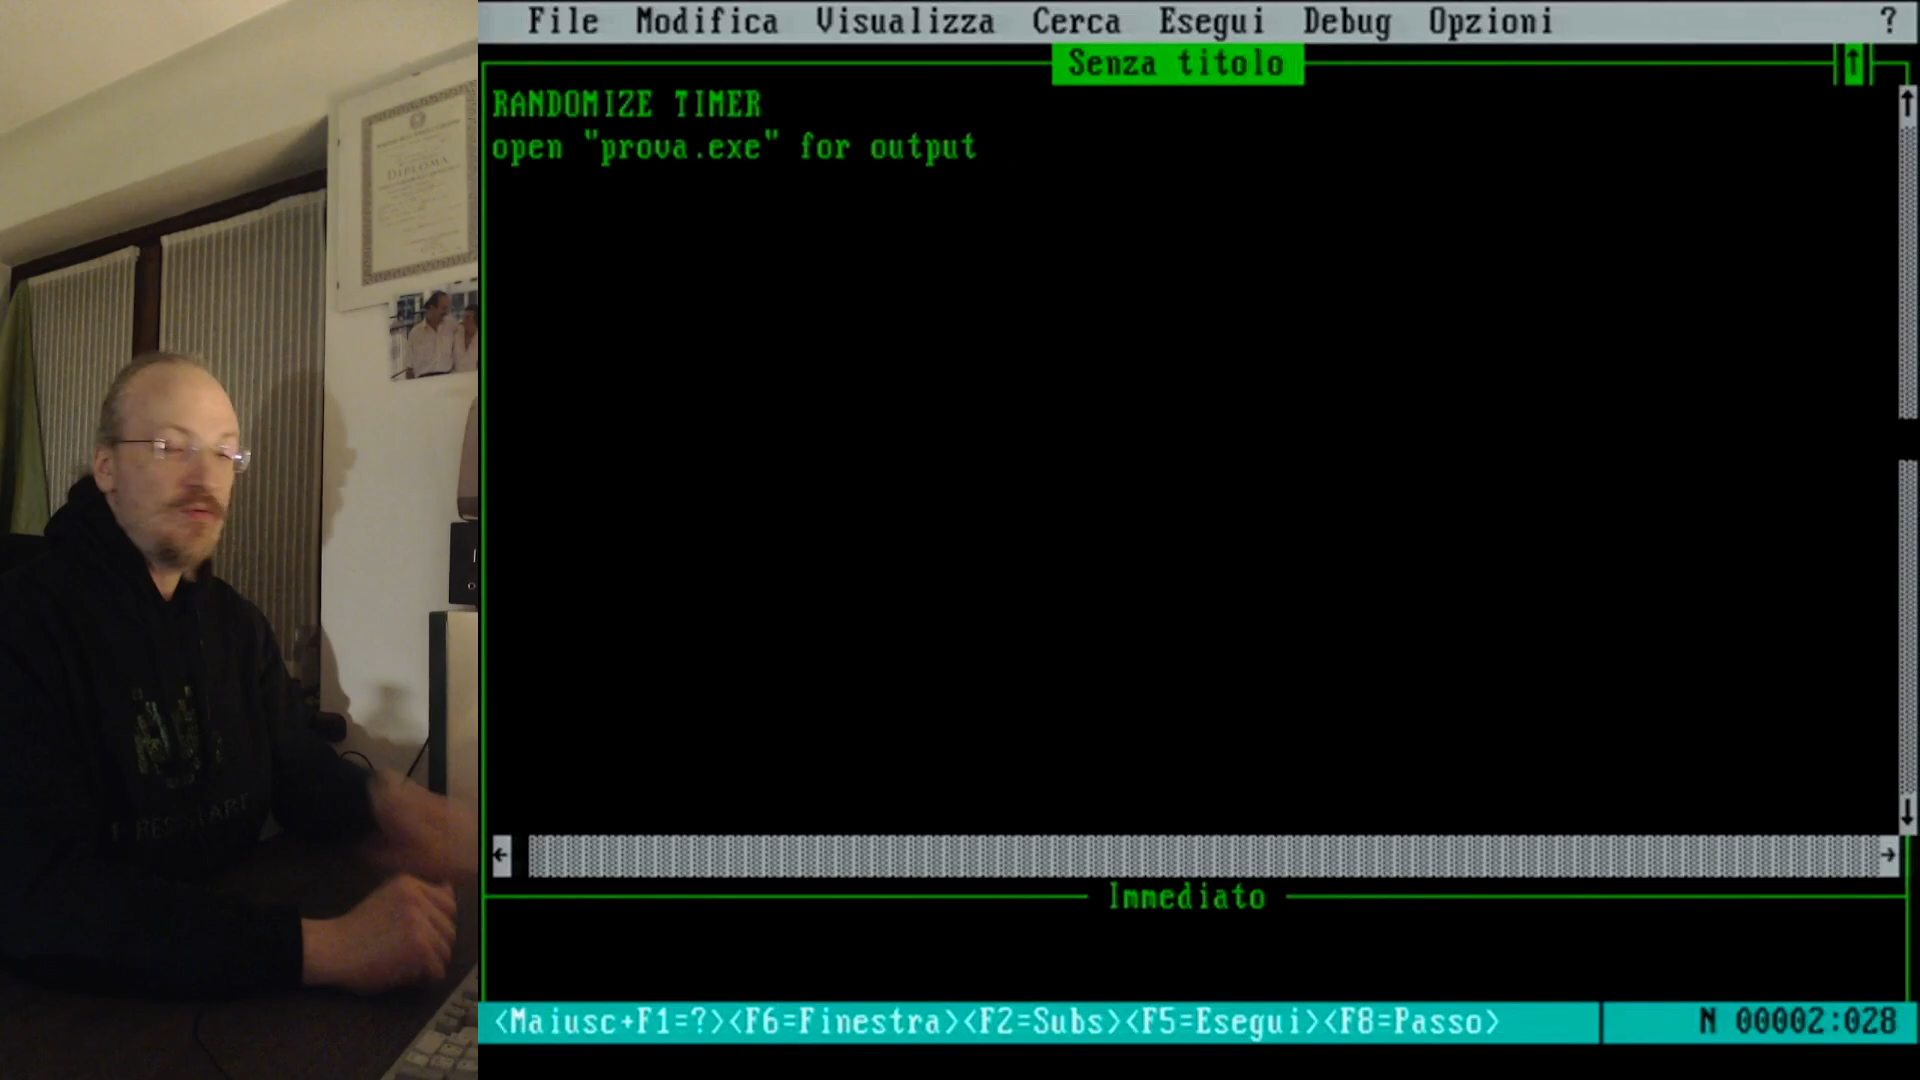 File Modifica Visualizza Cerca Esegui Debug Opzioni ?
Senza titolo
RANDOMIZE TIMER
open "prova.exe" for output
Immediato
<Maiusc+F1=?><F6=Finestra><F2=Subs><F5=Esegui><F8=Passo> N 00002:028
DIPLOMA